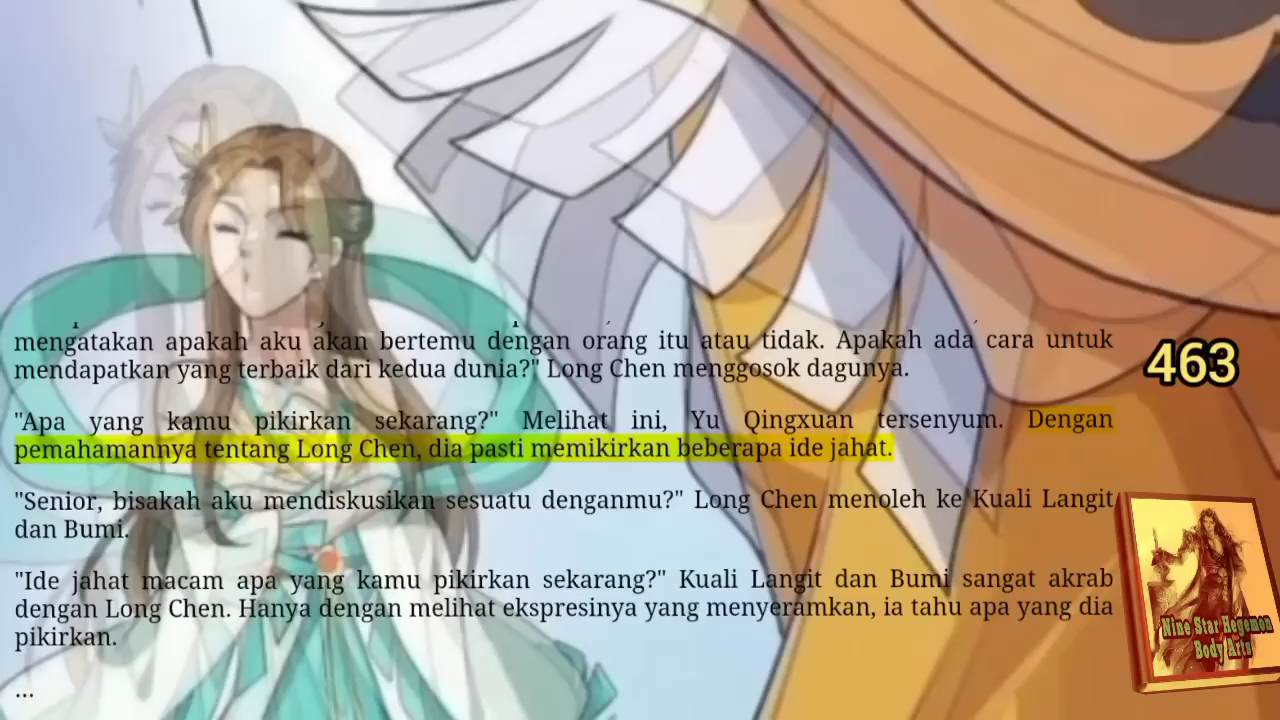 mengatakan apakah aku akan bertemu dengan orang itu atau tidak. Apakah ada cara untuk
mendapatkan yang terbaik dari kedua dunia?" Long Chen menggosok dagunya.
"Apa yang kamu pikirkan sekarang?" Melihat ini, Yu Qingxuan tersenyum. Dengan
pemahamannya tentang Long Chen, dia pasti memikirkan beberapa ide jahat.
"Senior, bisakah aku mendiskusikan sesuatu denganmu?" Long Chen menoleh ke Kuali Langit
dan Bumi.
"Ide jahat macam apa yang kamu pikirkan sekarang?" Kuali Langit dan Bumi sangat akrab
dengan Long Chen. Hanya dengan melihat ekspresinya yang menyeramkan, ia tahu apa yang dia
pikirkan.
...
463
Nine Star Hegemon
Body Arts